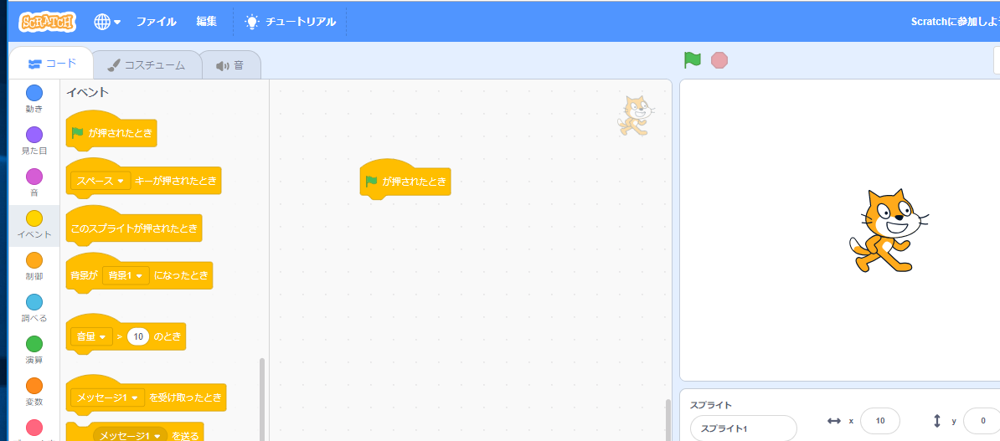 SCRATCH ファイル 編集 チュートリアル Scratchに参加しよう
コード コスチューム 音
イベント
動き
見た目
音
イベント
制御
調べる
演算
変数
が押されたとき
スペース キーが押されたとき
このスプライトが押されたとき
背景が 背景1 になったとき
音量 > 10 のとき
メッセージ1 を受け取ったとき
メッセージ1 を送る
が押されたとき
スプライト
スプライト1 x 10 y 0